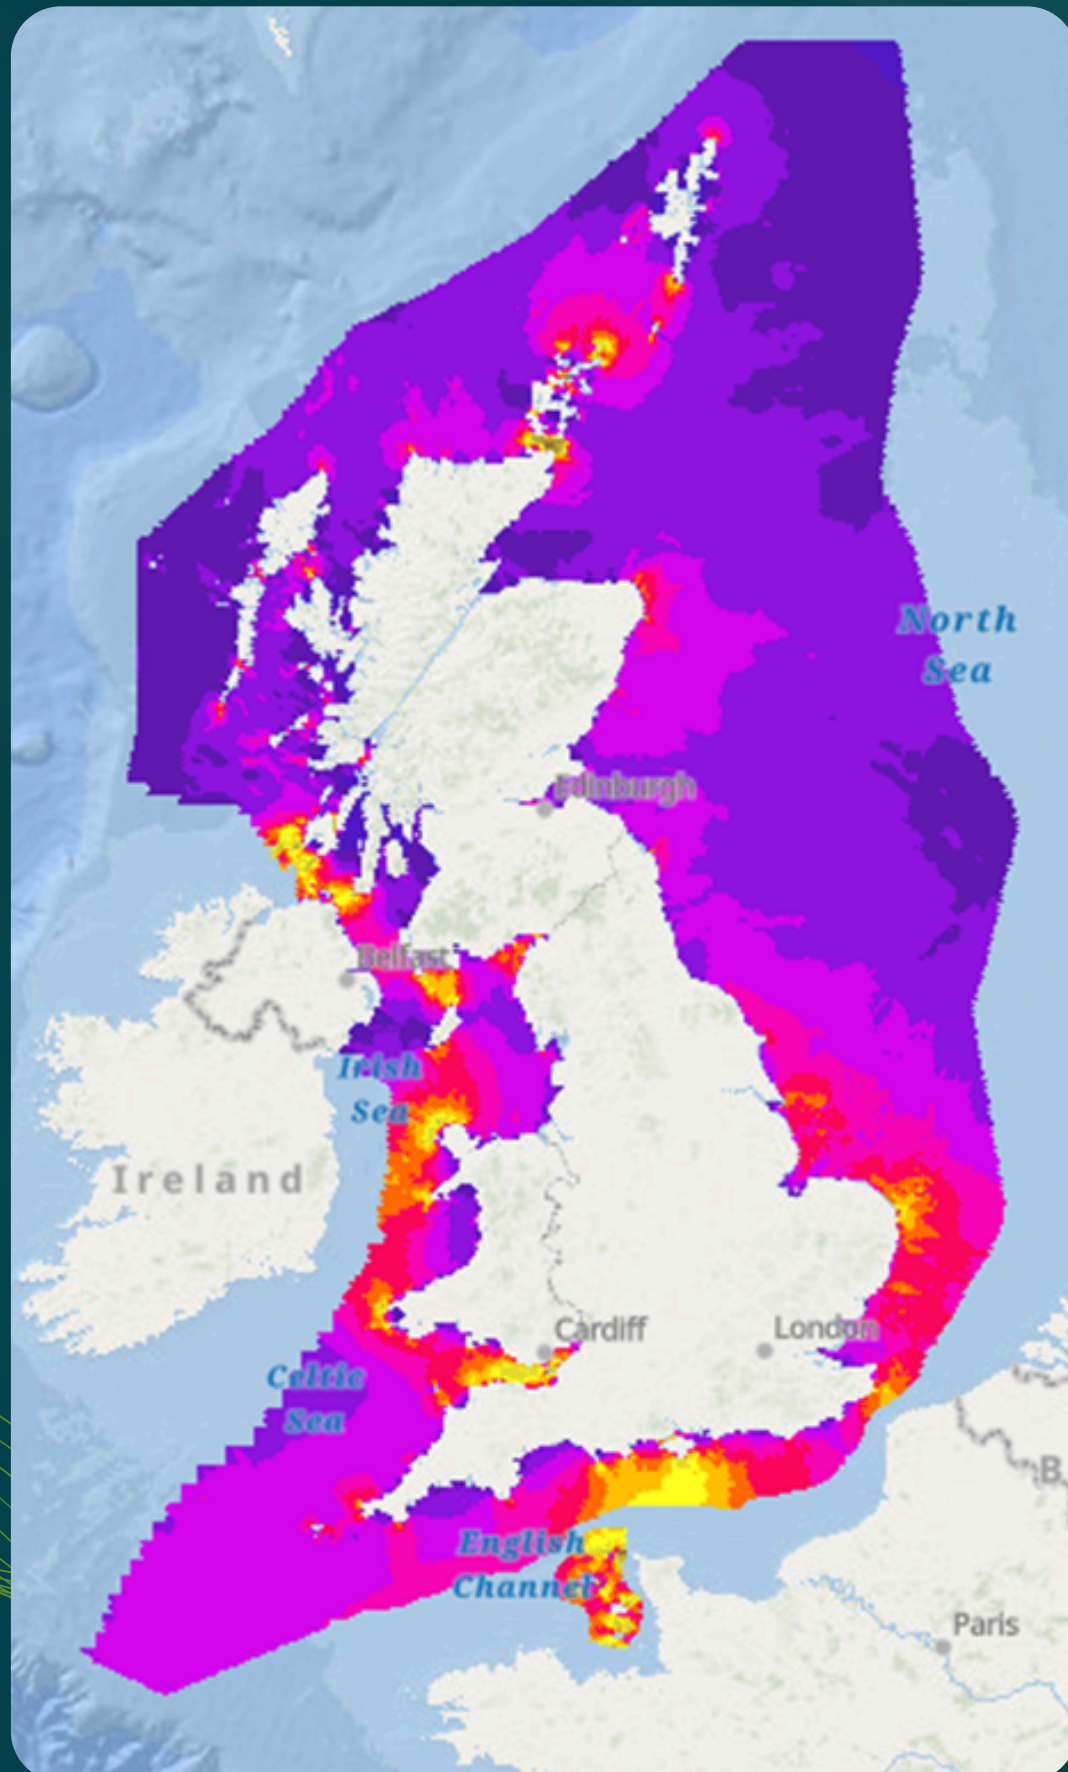 North
Sea
Edinburgh
Belfast
Irish
Sea
Ireland
Cardiff
London
Celtic
Sea
B
English
Channel
Paris